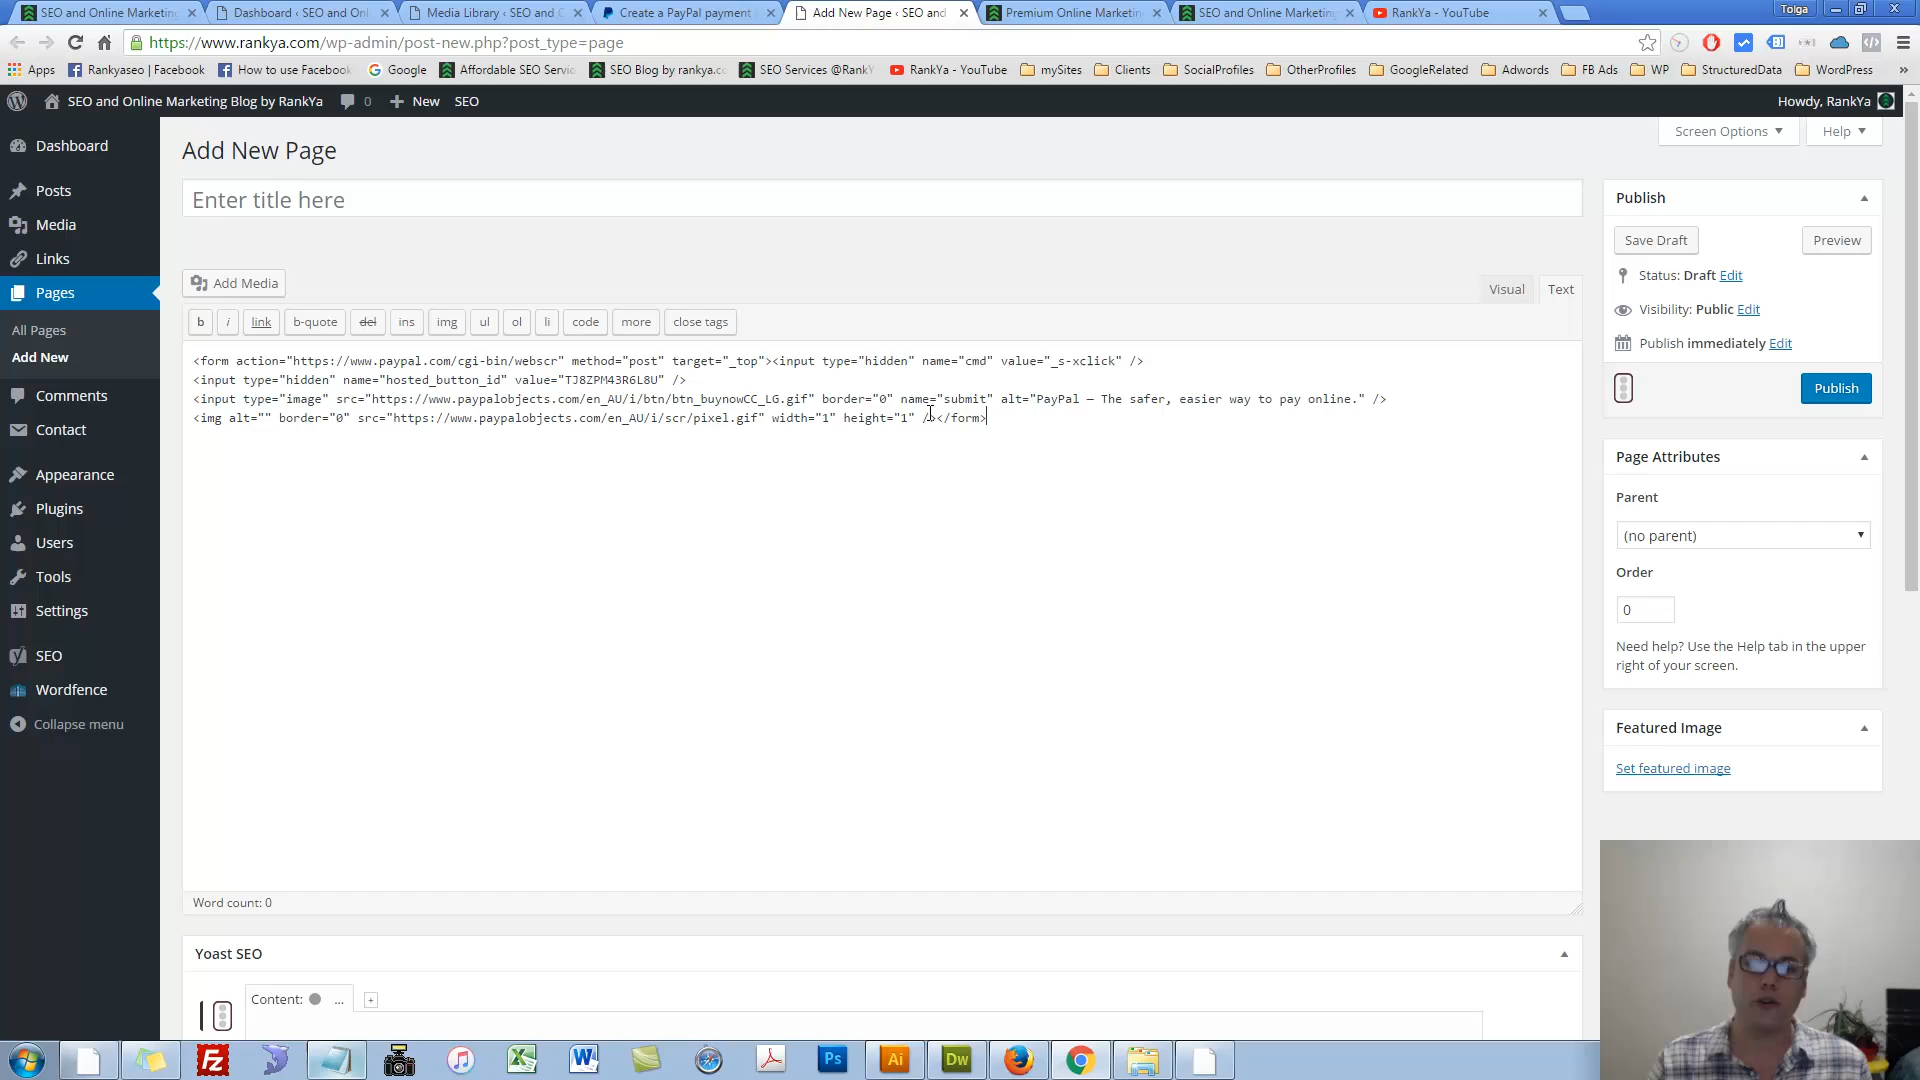 SEO and Online Marketing
Dashboard ‹ SEO and Onl
Media Library ‹ SEO and
Create a PayPal payment
Add New Page ‹ SEO and
Premium Online Marketin
SEO and Online Marketing
RankYa - YouTube
Tolga
https://www.rankya.com/wp-admin/post-new.php?post_type=page
Apps
Rankyaseo | Facebook
How to use Facebook
Google
Affordable SEO Servic
SEO Blog by rankya.c
SEO Services @RankY
RankYa - YouTube
mySites
Clients
SocialProfiles
OtherProfiles
GoogleRelated
Adwords
FB Ads
WP
StructuredData
WordPress
»
SEO and Online Marketing Blog by RankYa
0
New
SEO
Howdy, RankYa
Dashboard
Posts
Media
Links
Pages
All Pages
Add New
Comments
Contact
Appearance
Plugins
Users
Tools
Settings
SEO
Wordfence
Collapse menu
Screen Options
Help
Add New Page
Enter title here
Add Media
Visual
Text
b
i
link
b-quote
del
ins
img
ul
ol
li
code
more
close tags
<form action="https://www.paypal.com/cgi-bin/webscr" method="post" target="_top"><input type="hidden" name="cmd" value="_s-xclick" />
<input type="hidden" name="hosted_button_id" value="TJ8ZPM43R6L8U" />
<input type="image" src="https://www.paypalobjects.com/en_AU/i/btn/btn_buynowCC_LG.gif" border="0" name="submit" alt="PayPal – The safer, easier way to pay online." />
<img alt="" border="0" src="https://www.paypalobjects.com/en_AU/i/scr/pixel.gif" width="1" height="1" /></form>
Word count: 0
Yoast SEO
Content:
...
+
Publish
Save Draft
Preview
Status: Draft Edit
Visibility: Public Edit
Publish immediately Edit
Publish
Page Attributes
Parent
(no parent)
Order
0
Need help? Use the Help tab in the upper
right of your screen.
Featured Image
Set featured image
Fz
Ps
Ai
Dw